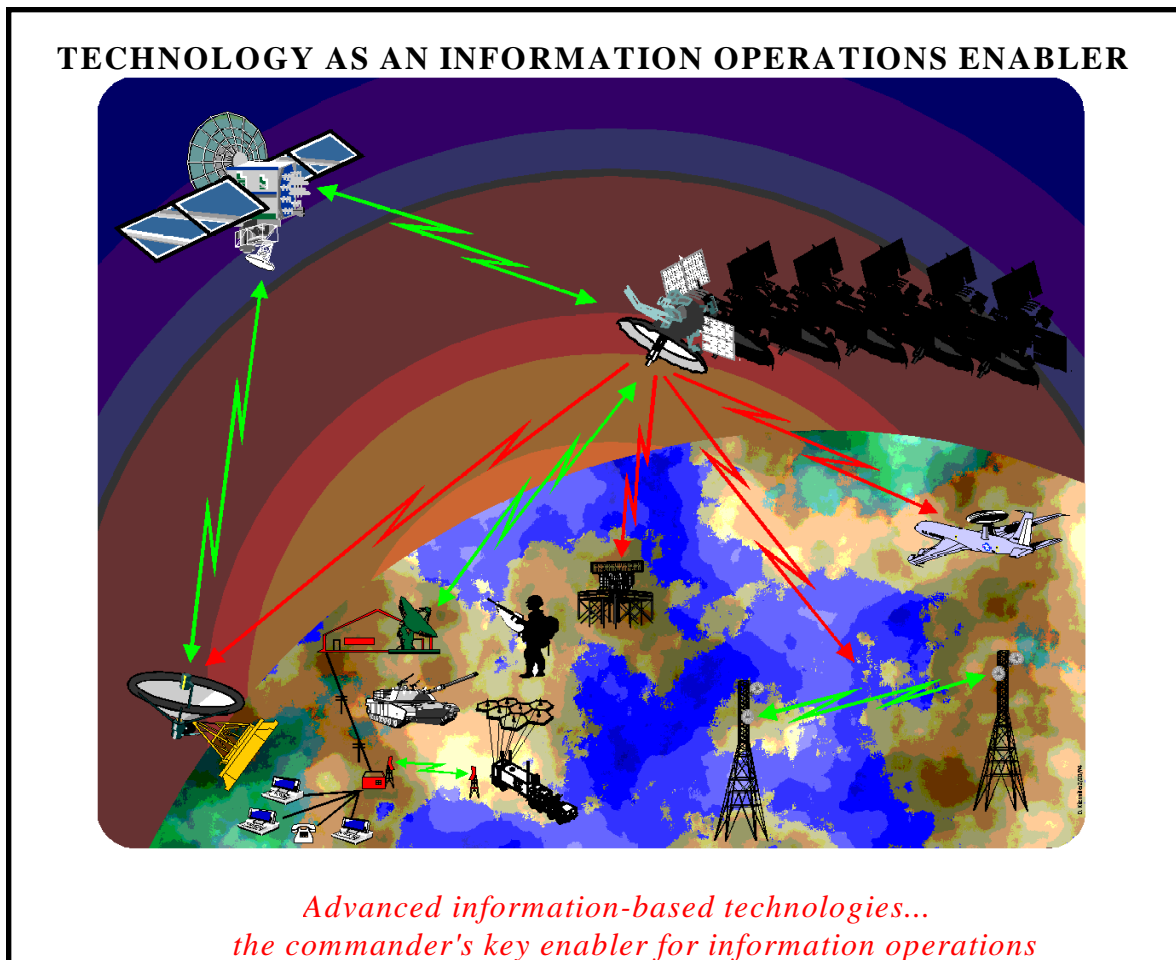 TECHNOLOGY AS AN INFORMATION OPERATIONS ENABLER
Advanced information-based technologies...
the commander's key enabler for information operations